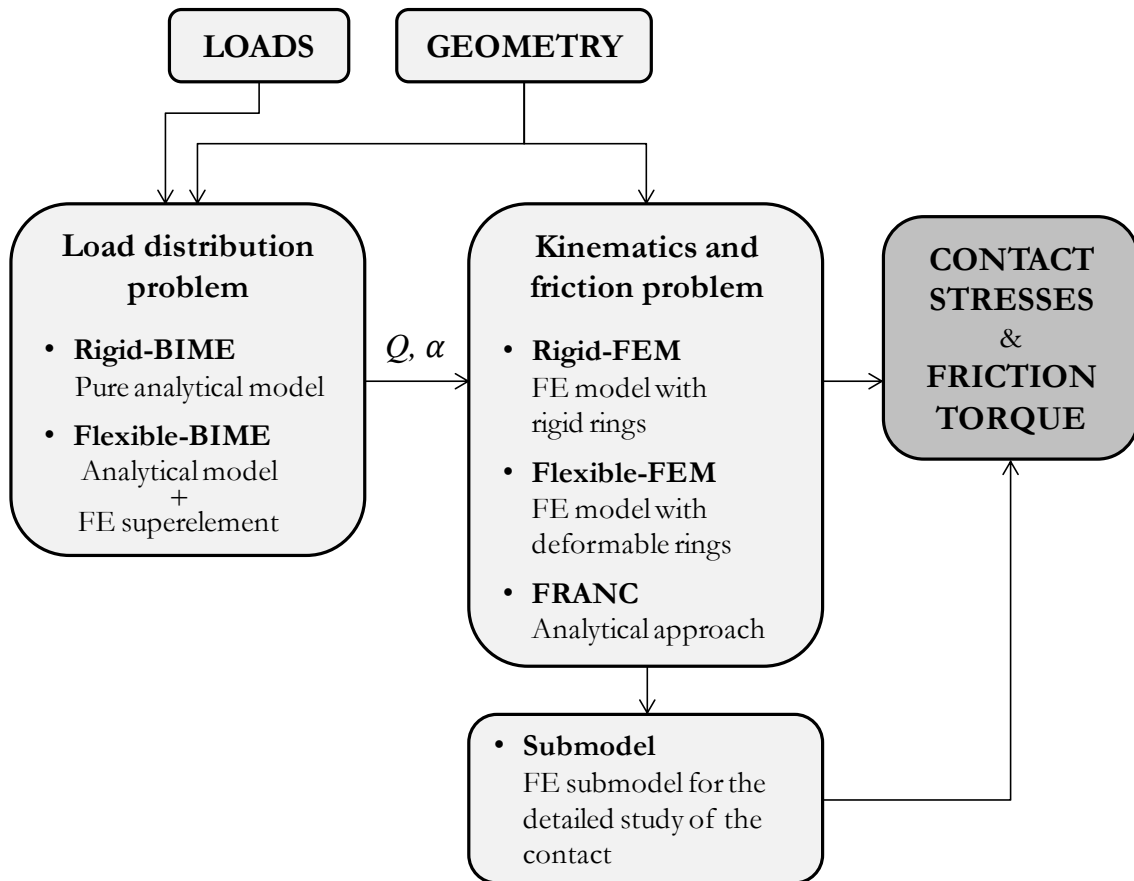 LOADS
GEOMETRY
Load distribution
problem
• Rigid-BIME
Pure analytical model
• Flexible-BIME
Analytical model
+
FE superelement
Q, α
Kinematics and
friction problem
• Rigid-FEM
FE model with
rigid rings
• Flexible-FEM
FE model with
deformable rings
• FRANC
Analytical approach
CONTACT
STRESSES
&
FRICTION
TORQUE
• Submodel
FE submodel for the
detailed study of the
contact